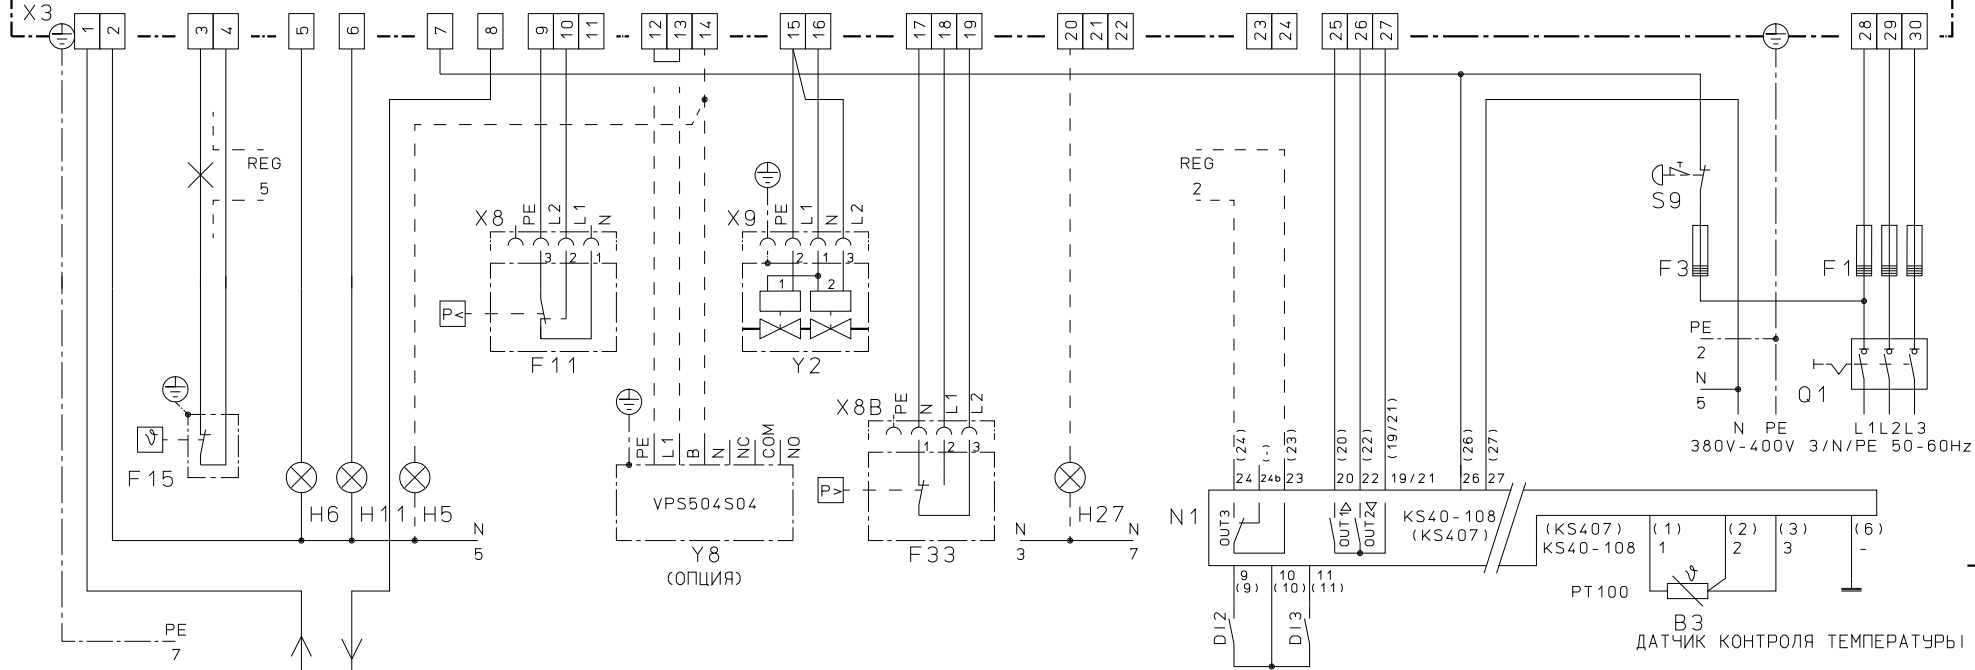 X3
1 2 3 4 5 6 7 8 9 10 11 12 13 14 15 16 17 18 19 20 21 22 23 24 25 26 27 28 29 30
REG
5
REG
2
S9
X8 PE L2 L1 N
X9 PE L1 N L2
3 2 1
2 1 3
F3
F1
1 2
P<
F11
Y2
PE
2
N
5
Q1
X8B PE N L1 L2
1 2 3
N PE L1 L2 L3
380V-400V 3/N/PE 50-60Hz
ϑ
F15
PE L1 B N NC COM NO
(24) (-) (23) (20) (22) (19/21) (26) (27)
24 24b 23 20 22 19/21 26 27
VPS504S04
P>
H6 H11 H5
N
5
Y8
(ОПЦИЯ)
F33
N
3
H27
N
7
N1
OUT3 OUT1 OUT2
KS40-108
(KS407)
(KS407)
KS40-108
(1) (2) (3) (6)
1 2 3 -
9 10 11
(9) (10) (11)
PT100
ϑ
B3
ДАТЧИК КОНТРОЛЯ ТЕМПЕРАТУРЫ
DI2 DI3
PE
7